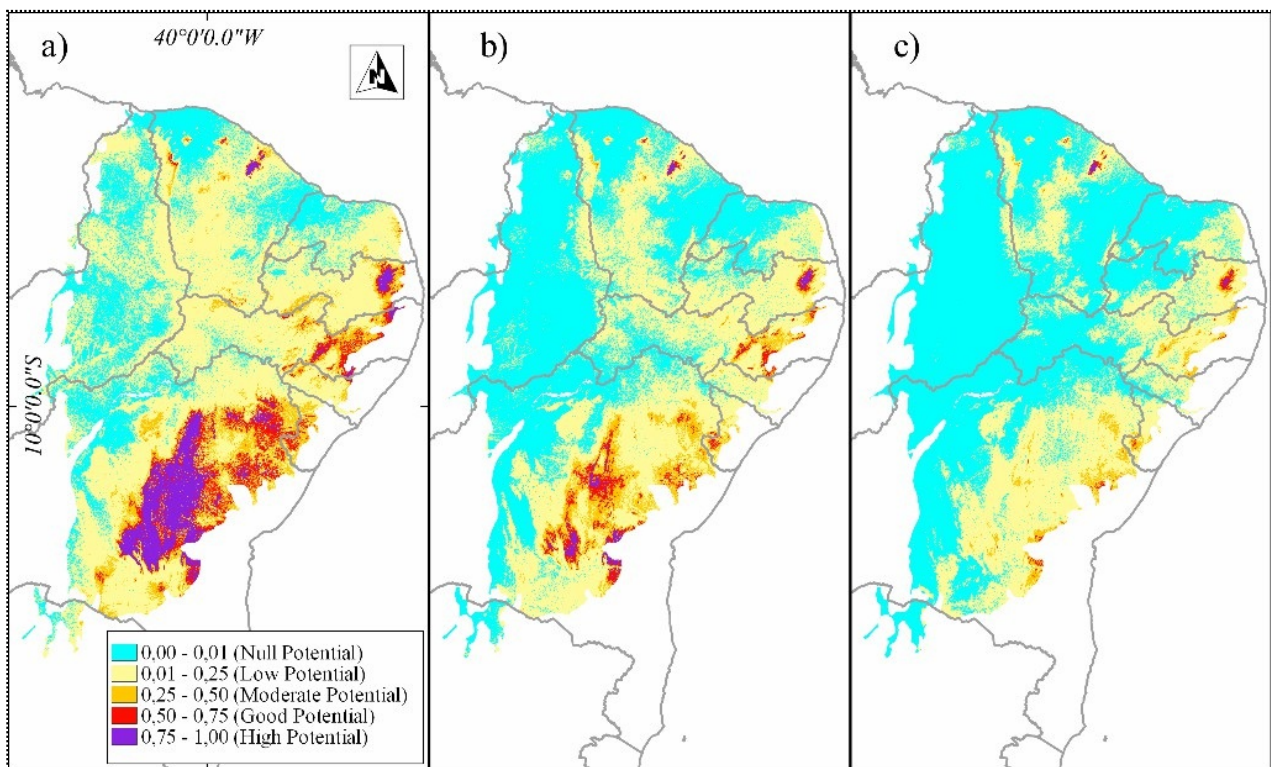 a)
40°0'0.0"W
N
b)
c)
10°0'0.0"S
0,00 - 0,01 (Null Potential)
0,01 - 0,25 (Low Potential)
0,25 - 0,50 (Moderate Potential)
0,50 - 0,75 (Good Potential)
0,75 - 1,00 (High Potential)